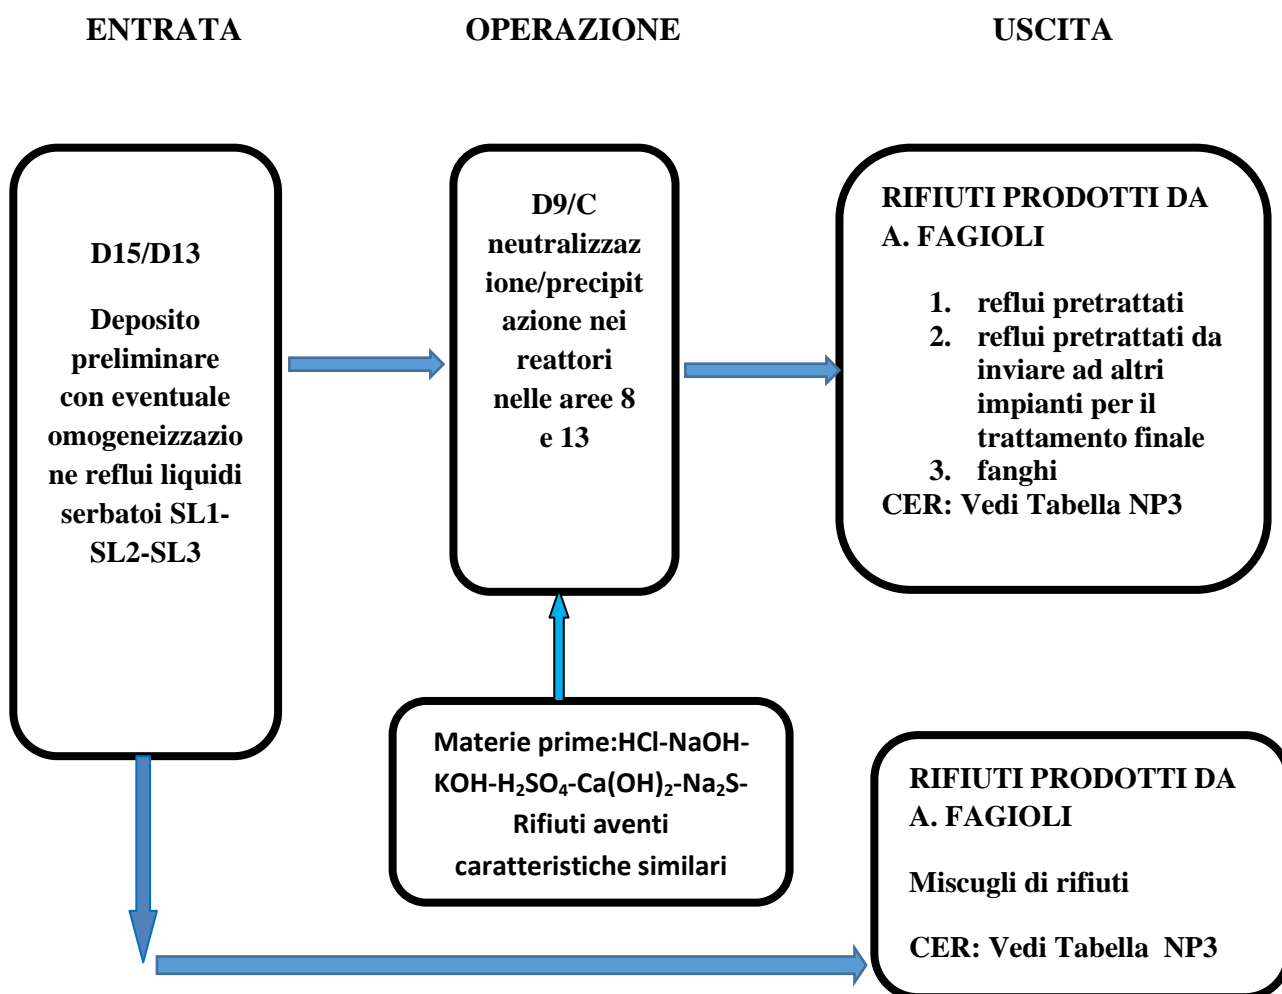 ENTRATA
OPERAZIONE
USCITA
D15/D13
Deposito
preliminare
con eventuale
omogeneizzazio
ne reflui liquidi
serbatoi SL1-
SL2-SL3
D9/C
neutralizzaz
ione/precipit
azione nei
reattori
nelle aree 8
e 13
RIFIUTI PRODOTTI DA
A. FAGIOLI
1. reflui pretrattati
2. reflui pretrattati da
inviare ad altri
impianti per il
trattamento finale
3. fanghi
CER: Vedi Tabella NP3
Materie prime:HCl-NaOH-
KOH-H₂SO₄-Ca(OH)₂-Na₂S-
Rifiuti aventi
caratteristiche similari
RIFIUTI PRODOTTI DA
A. FAGIOLI
Miscugli di rifiuti
CER: Vedi Tabella NP3